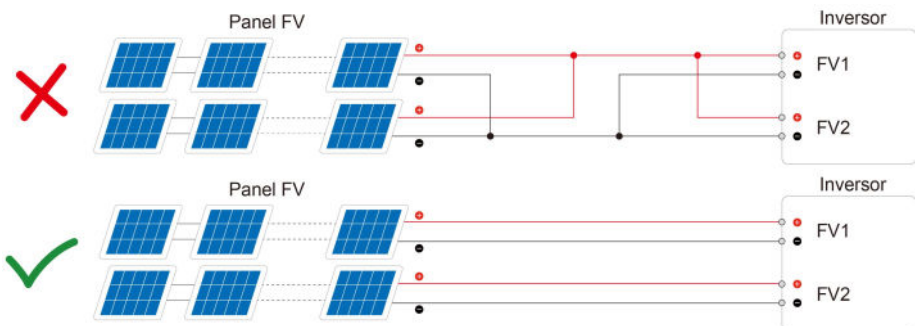 Panel FV
Inversor
FV1
FV2
Panel FV
Inversor
FV1
FV2